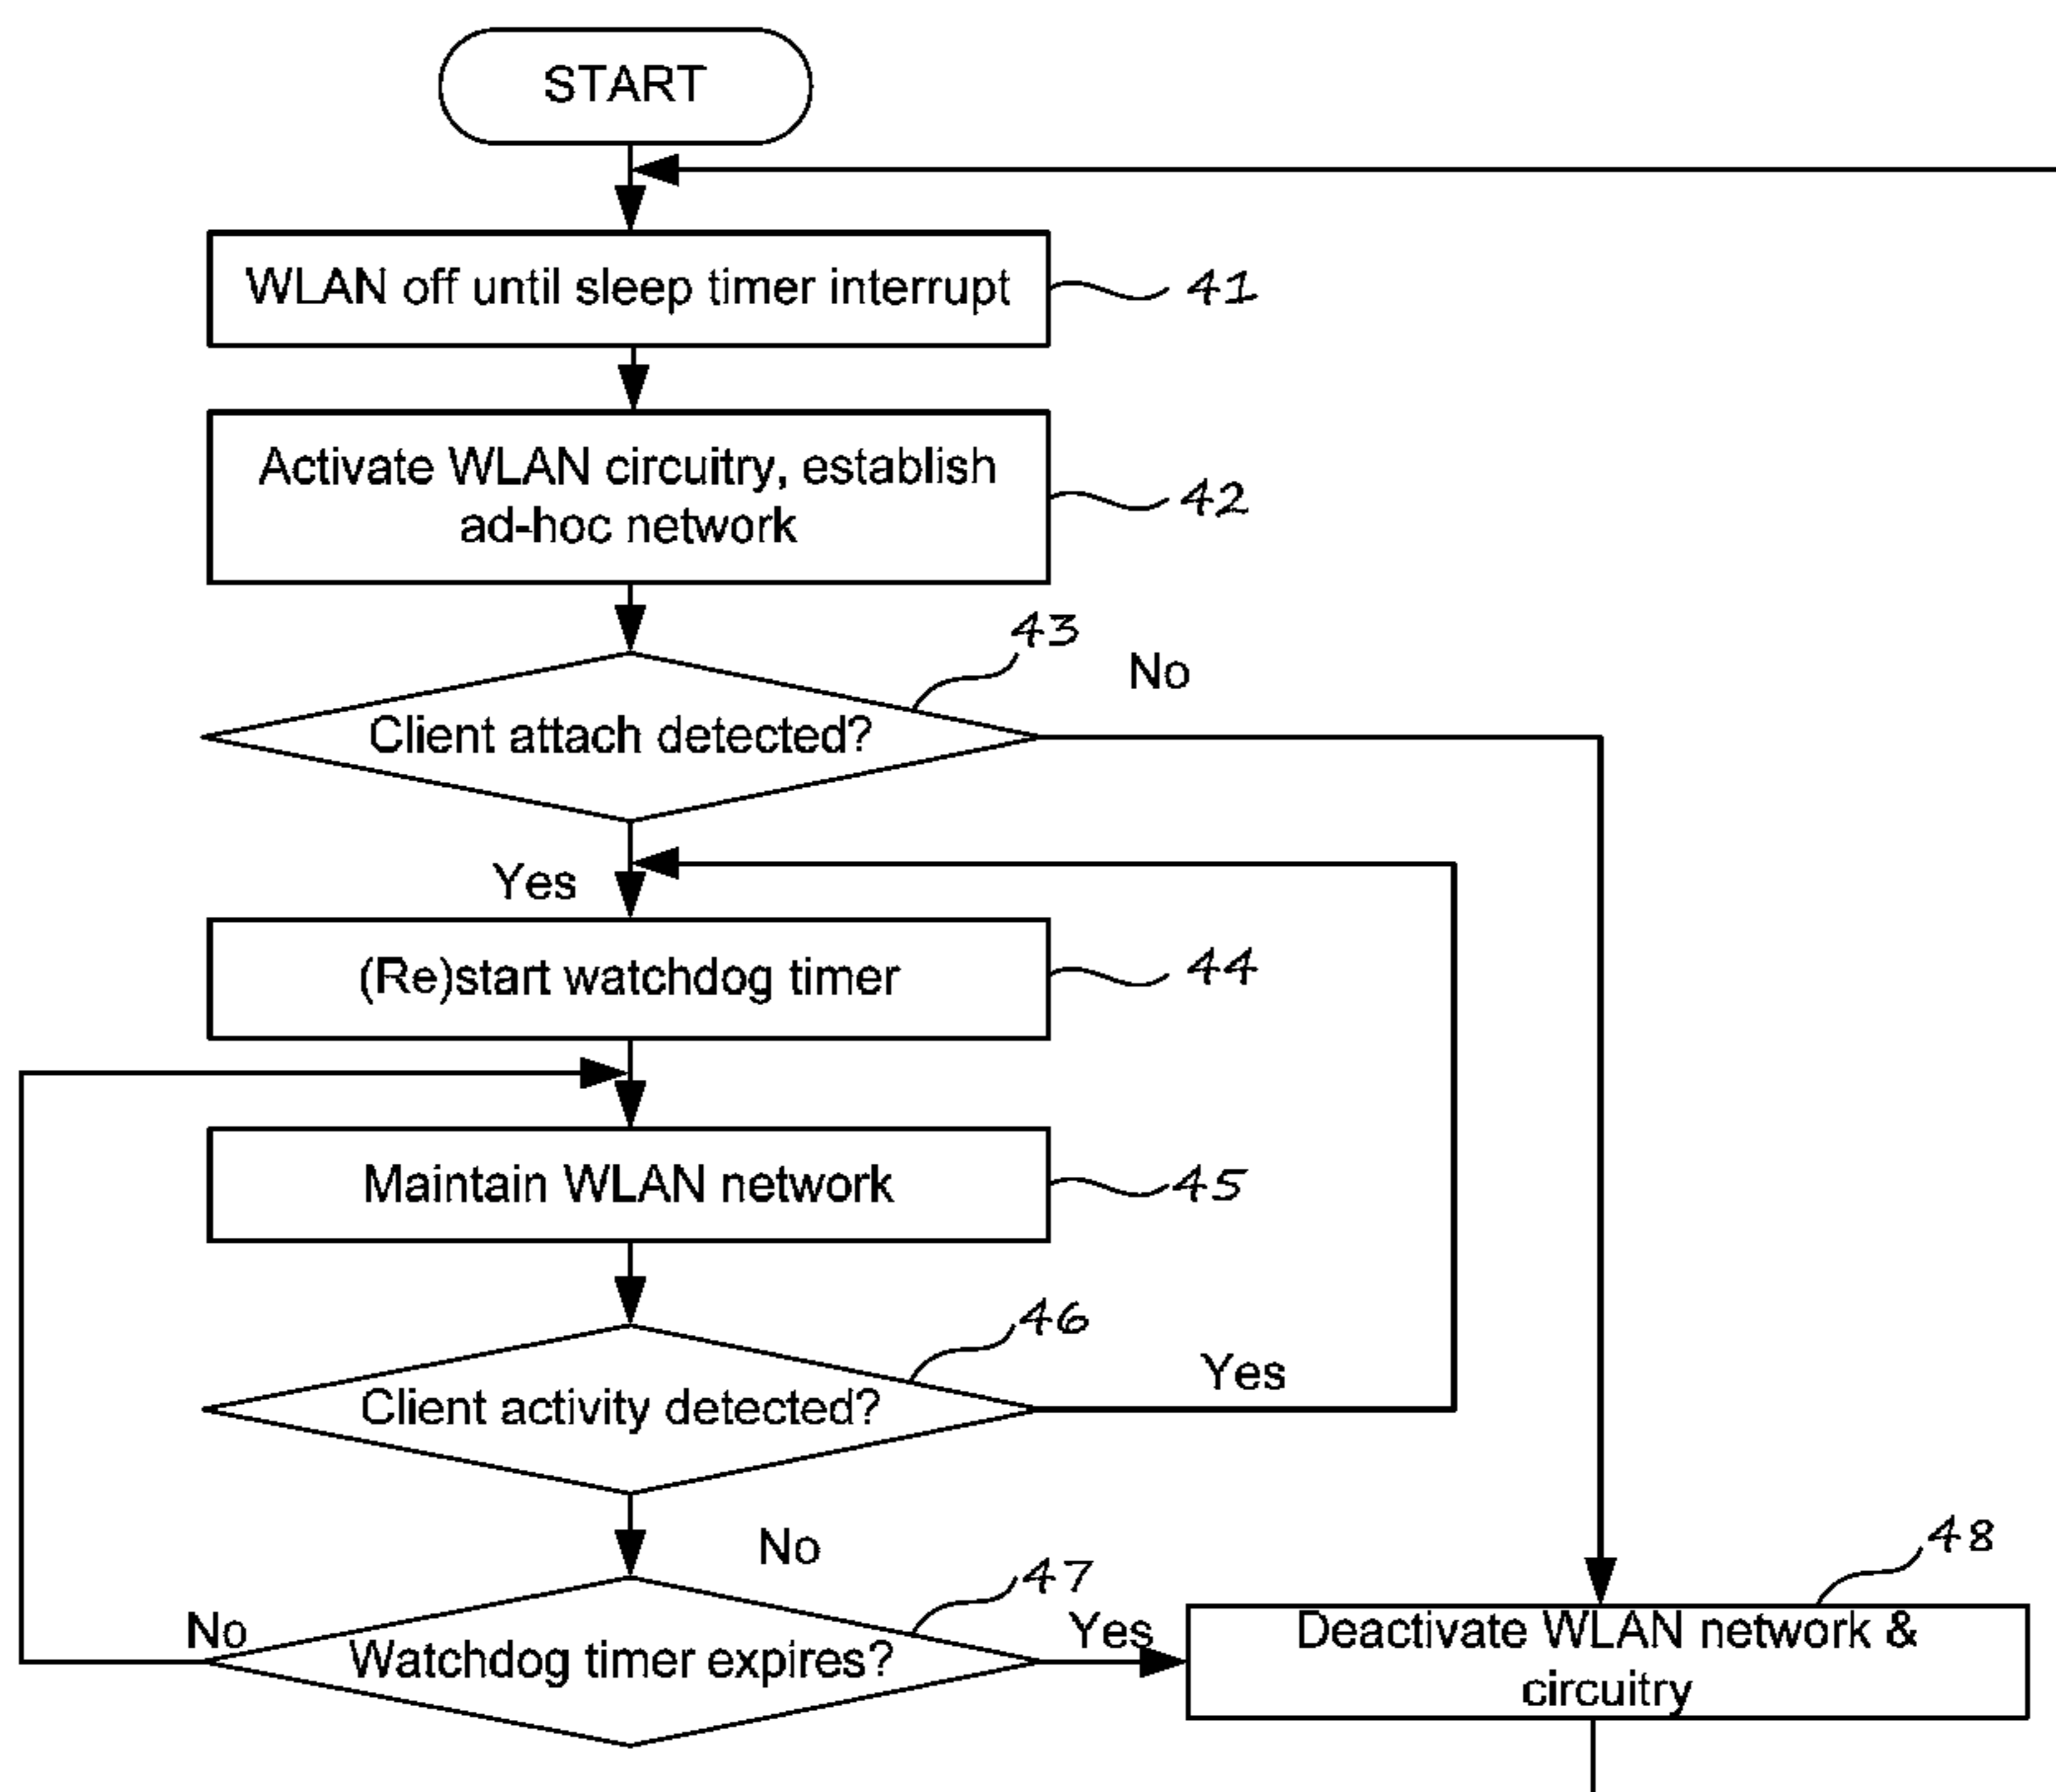 START
WLAN off until sleep timer interrupt
41
Activate WLAN circuitry, establish
ad-hoc network
42
43
No
Client attach detected?
Yes
(Re)start watchdog timer
44
Maintain WLAN network
45
46
Yes
Client activity detected?
No
47
48
No
Watchdog timer expires?
Yes
Deactivate WLAN network &
circuitry